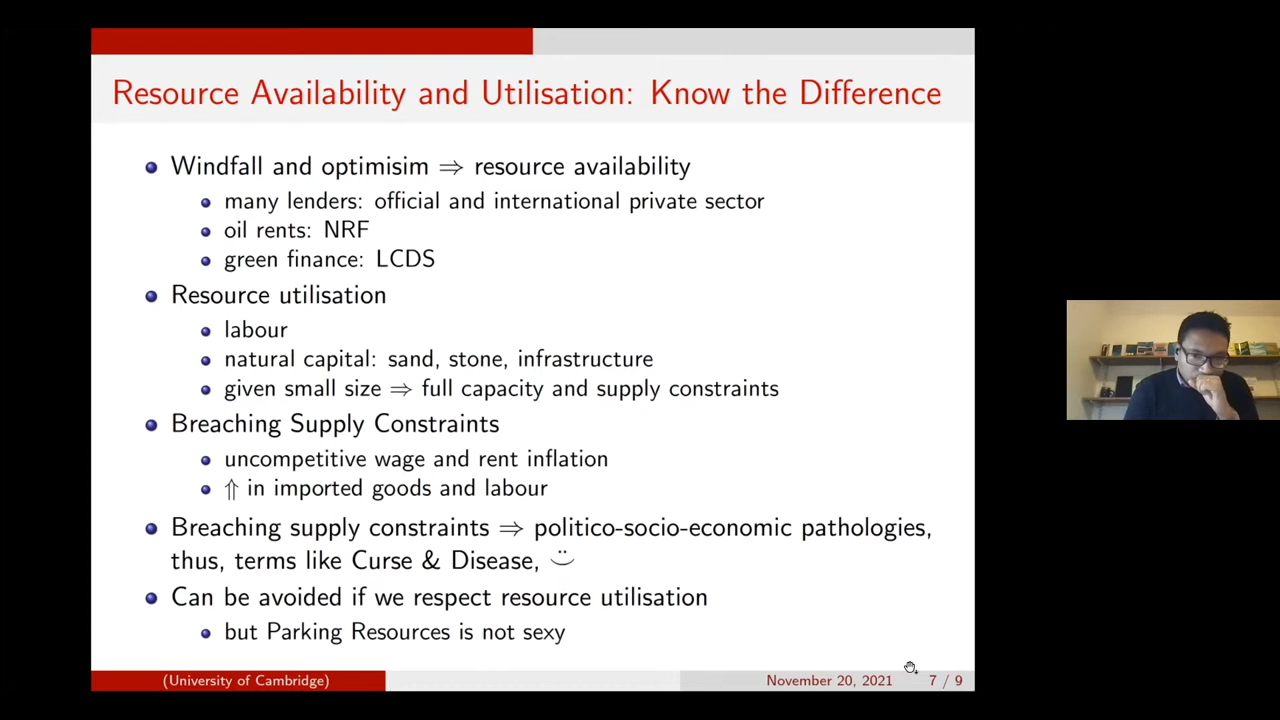 Resource Availability and Utilisation: Know the Difference
Windfall and optimisim ⇒ resource availability
many lenders: official and international private sector
oil rents: NRF
green finance: LCDS
Resource utilisation
labour
natural capital: sand, stone, infrastructure
given small size ⇒ full capacity and supply constraints
Breaching Supply Constraints
uncompetitive wage and rent inflation
⇑ in imported goods and labour
Breaching supply constraints ⇒ politico-socio-economic pathologies,
thus, terms like Curse & Disease, ☺
Can be avoided if we respect resource utilisation
but Parking Resources is not sexy
(University of Cambridge)
November 20, 2021
7 / 9